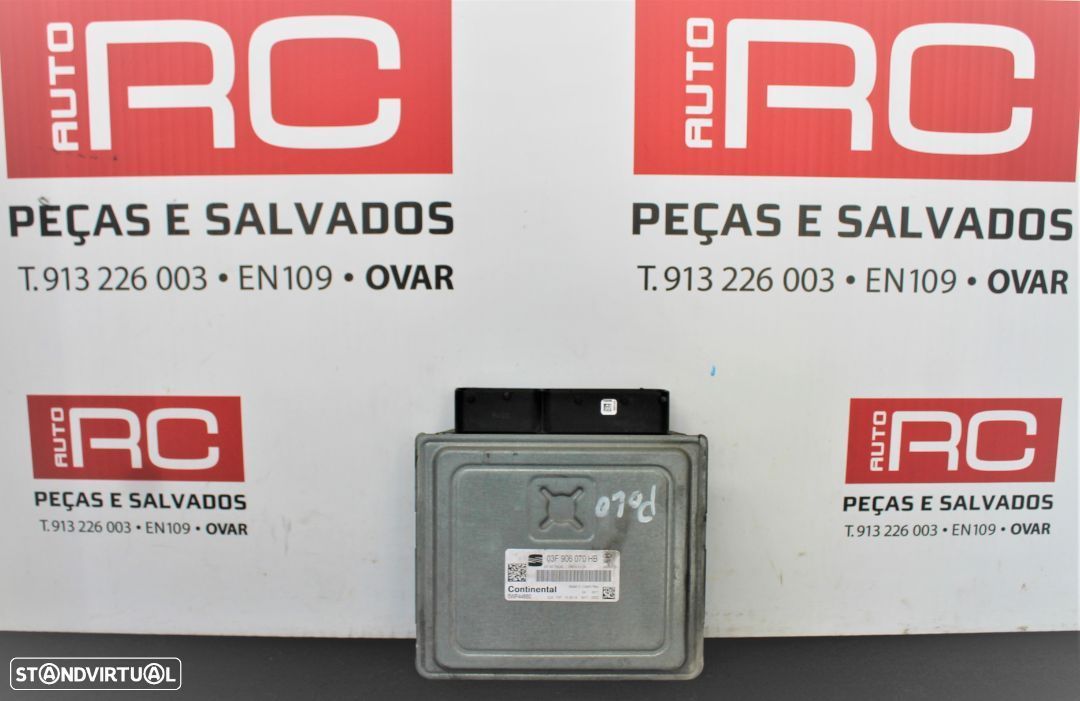 AUTO RC
PEÇAS E SALVADOS
T. 913 226 003 • EN109 • OVAR
AUTO RC
PEÇAS E SALVADOS
T. 913 226 003 • EN109 • OVAR
AUTO RC
PEÇAS E SALVADOS
T. 913 226 003 • EN109 • OVAR
AUTO RC
PEÇAS E SALVADOS
T. 913 226 003 • EN109 • OVAR
POLO
03F 906 070 HB
Continental
STANDVIRTUAL